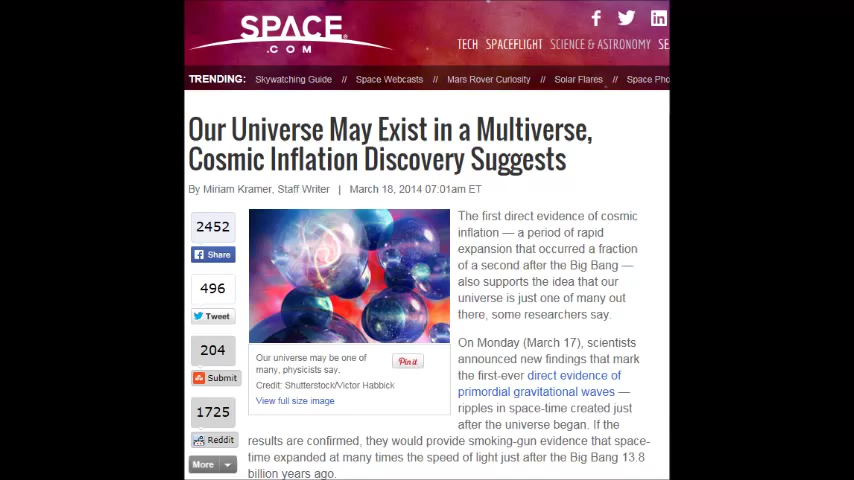 SPACE
.COM
TECH SPACEFLIGHT SCIENCE & ASTRONOMY SE
TRENDING: Skywatching Guide // Space Webcasts // Mars Rover Curiosity // Solar Flares // Space Pho
Our Universe May Exist in a Multiverse,
Cosmic Inflation Discovery Suggests
By Miriam Kramer, Staff Writer | March 18, 2014 07:01am ET
2452
Share
496
Tweet
204
Submit
1725
Reddit
More
Our universe may be one of
many, physicists say.
Credit: Shutterstock/Victor Habbick
View full size image
Pin it
The first direct evidence of cosmic
inflation — a period of rapid
expansion that occurred a fraction
of a second after the Big Bang —
also supports the idea that our
universe is just one of many out
there, some researchers say.
On Monday (March 17), scientists
announced new findings that mark
the first-ever direct evidence of
primordial gravitational waves —
ripples in space-time created just
after the universe began. If the
results are confirmed, they would provide smoking-gun evidence that space-
time expanded at many times the speed of light just after the Big Bang 13.8
billion years ago.